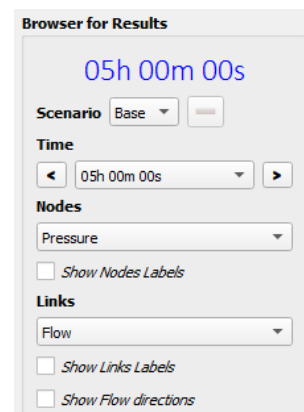 Browser for Results
05h 00m 00s
Scenario Base
Time
< 05h 00m 00s >
Nodes
Pressure
Show Nodes Labels
Links
Flow
Show Links Labels
Show Flow directions